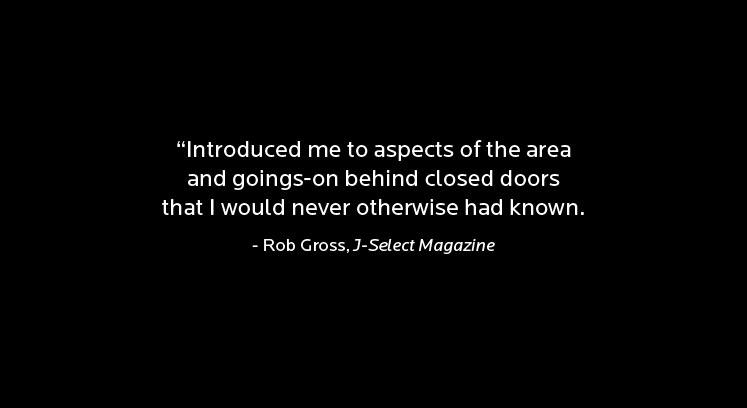 “Introduced me to aspects of the area
and goings-on behind closed doors
that I would never otherwise had known.
- Rob Gross, J-Select Magazine